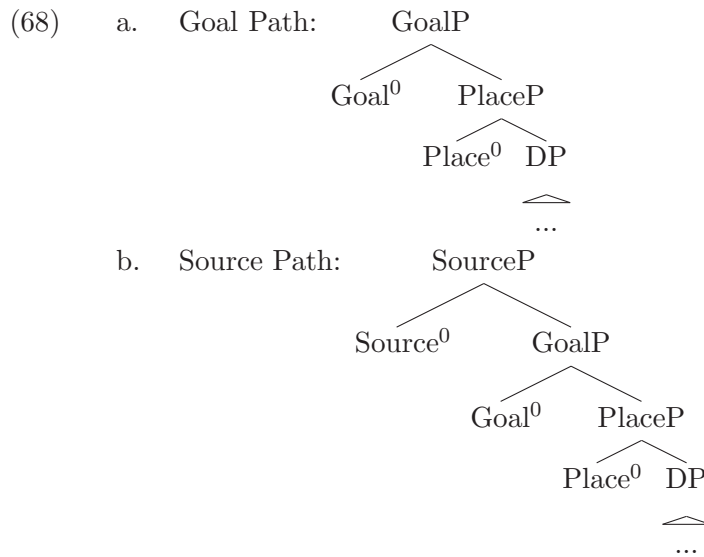 (68) a. Goal Path: GoalP
Goal⁰ PlaceP
Place⁰ DP
...
b. Source Path: SourceP
Source⁰ GoalP
Goal⁰ PlaceP
Place⁰ DP
...